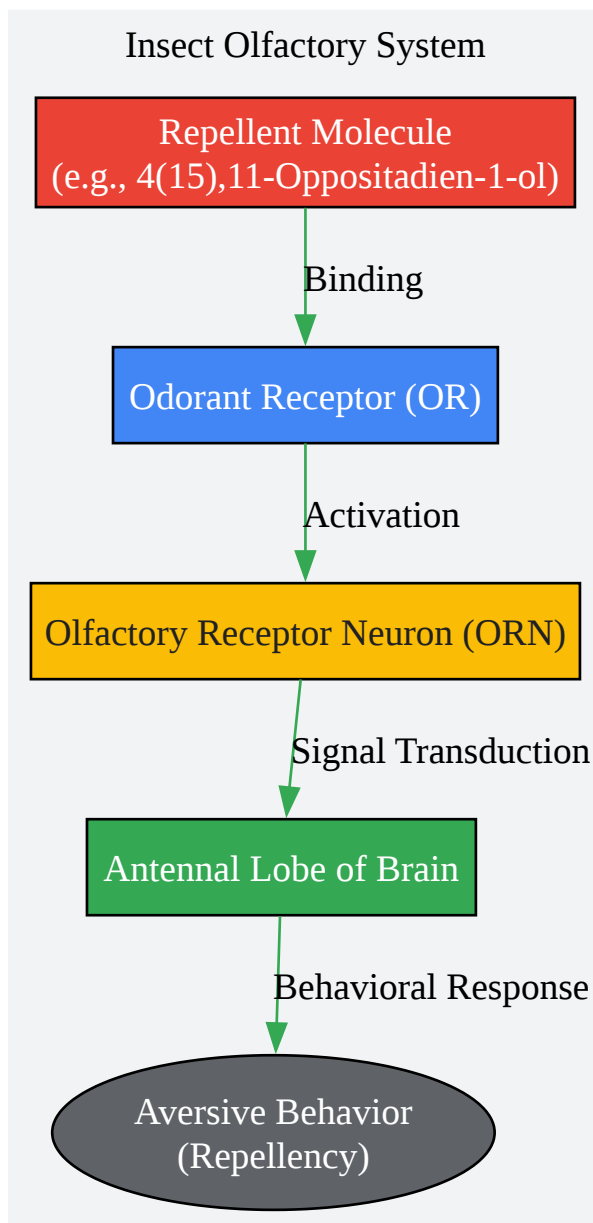 Insect Olfactory System
Repellent Molecule
(e.g., 4(15),11-Oppositadien-1-ol)
Binding
Odorant Receptor (OR)
Activation
Olfactory Receptor Neuron (ORN)
Signal Transduction
Antennal Lobe of Brain
Behavioral Response
Aversive Behavior
(Repellency)